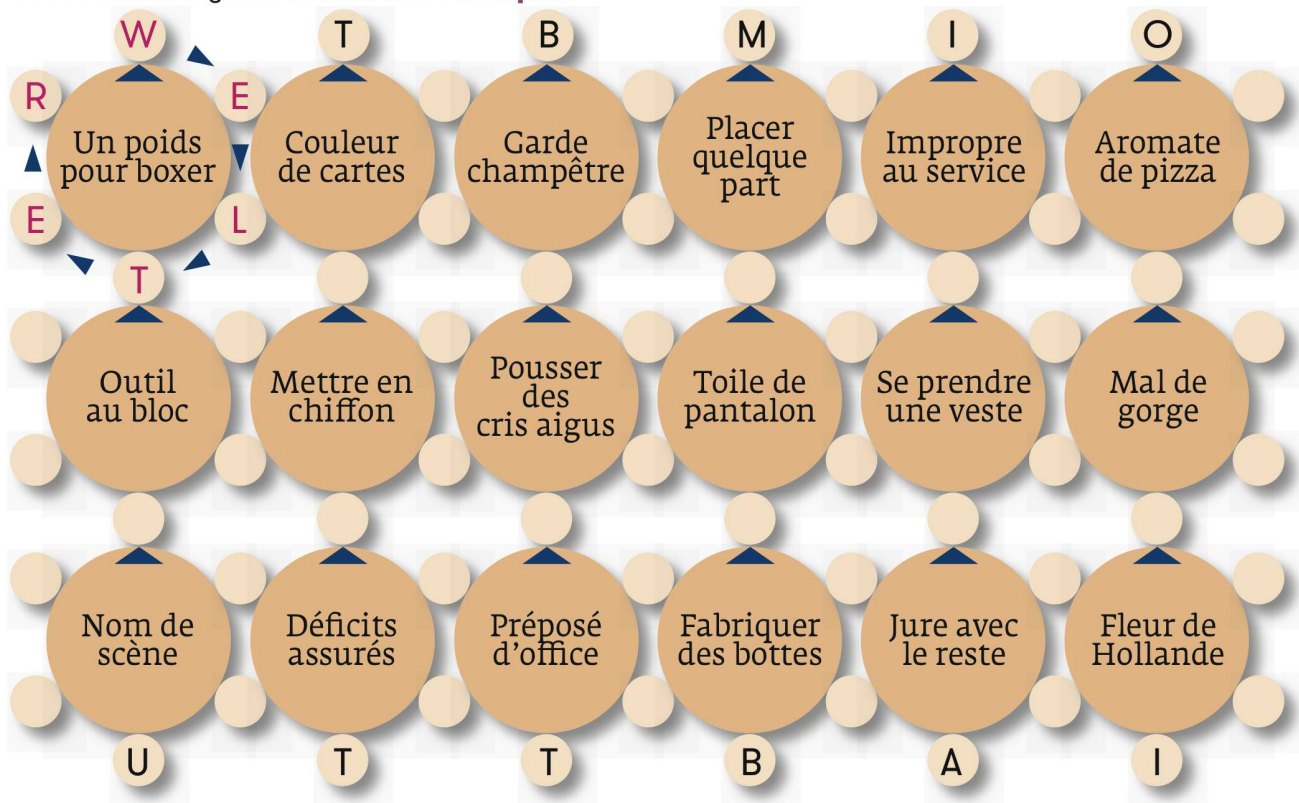 W T B M I O
R E
Un poids Couleur Garde Placer Impropre Aromate
pour boxer de cartes champêtre quelque au service de pizza
part
E L
T
Outil Mettre en Pousser Toile de Se prendre Mal de
au bloc chiffon des pantalon une veste gorge
cris aigus
Nom de Déficits Préposé Fabriquer Jure avec Fleur de
scène assurés d'office des bottes le reste Hollande
U T T B A I